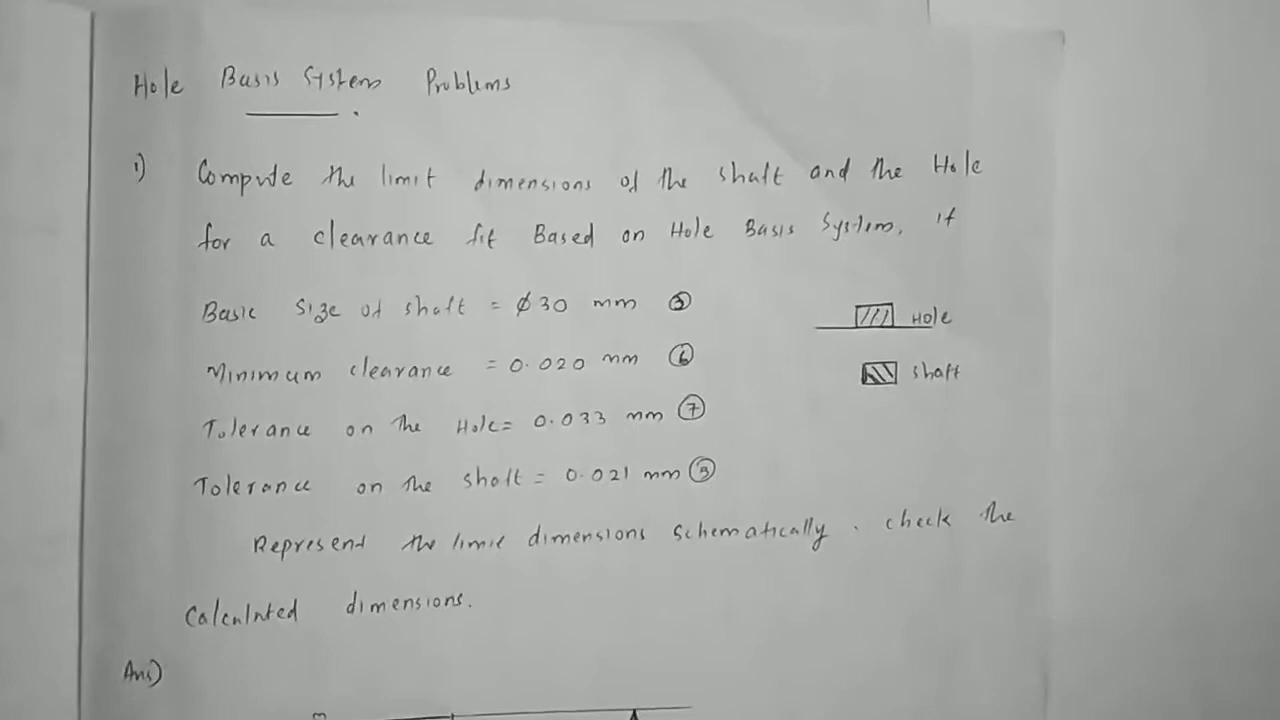 Hole Basis System Problems
1) Compute the limit dimensions of the shaft and the Hole
for a clearance fit Based on Hole Basis System, if
Basic Size of shaft = ϕ30 mm ⑤
Minimum clearance = 0.020 mm ⑥
Tolerance on the Hole = 0.033 mm ⑦
Tolerance on the shaft = 0.021 mm
Hole
shaft
Represent the limit dimensions schematically. check the
Calculated dimensions.
Ans)